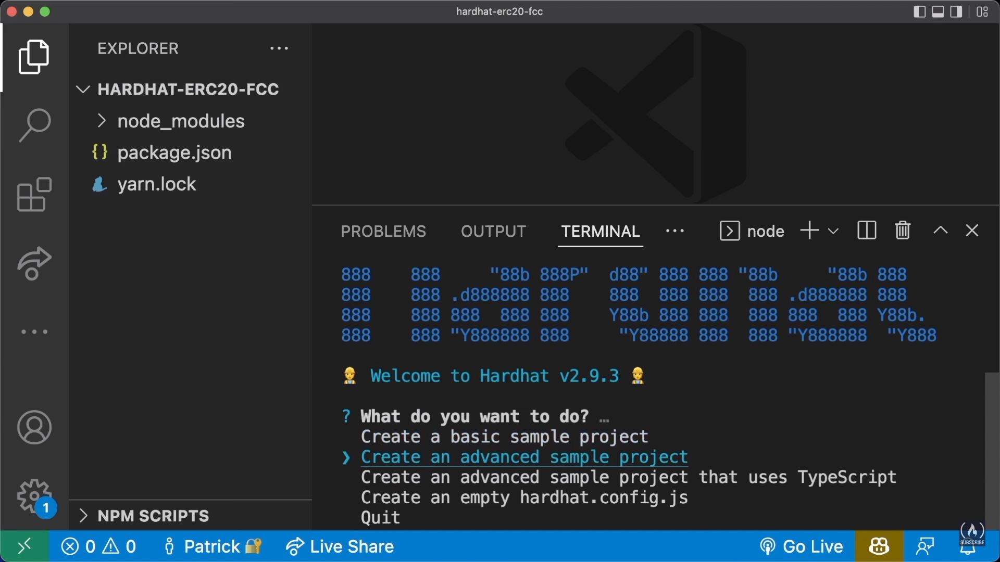 hardhat-erc20-fcc
EXPLORER
HARDHAT-ERC20-FCC
node_modules
package.json
yarn.lock
PROBLEMS OUTPUT TERMINAL node
888    888     "88b 888P"  d88" 888 888 "88b     "88b 888
888    888 .d888888 888    888  888 888  888 .d888888 888
888    888 888  888 888    Y88b 888 888  888 888  888 Y88b.
888    888 "Y888888 888     "Y88888 888  888 "Y888888  "Y888
Welcome to Hardhat v2.9.3
? What do you want to do? …
Create a basic sample project
❯ Create an advanced sample project
Create an advanced sample project that uses TypeScript
Create an empty hardhat.config.js
Quit
NPM SCRIPTS
1
0 0 Patrick Live Share Go Live
SUBSCRIBE